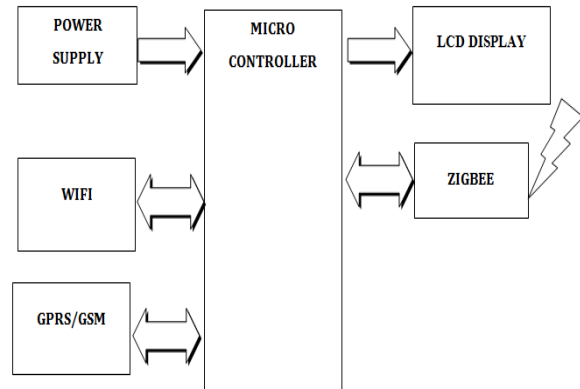 POWER
SUPPLY
MICRO
CONTROLLER
LCD DISPLAY
WIFI
ZIGBEE
GPRS/GSM